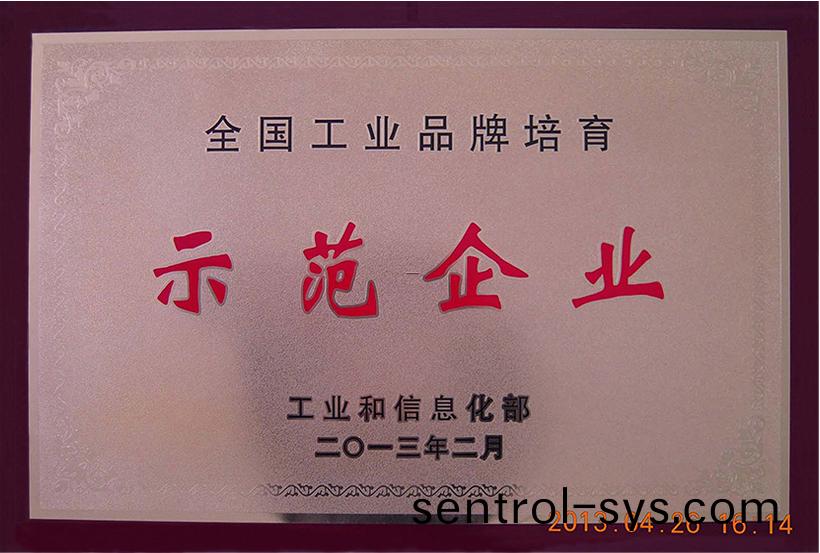 全国工业品牌培育
示范企业
工业和信息化部
二〇一三年二月
sentrol-sys.com
2013.04.26 16.14